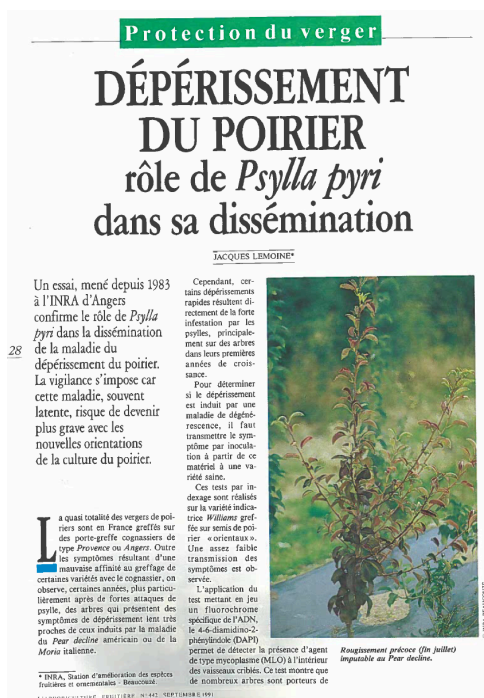 Protection du verger
DÉPÉRISSEMENT
DU POIRIER
rôle de Psylla pyri
dans sa dissémination
JACQUES LEMOINE*
Un essai, mené depuis 1983
à l'INRA d'Angers
confirme le rôle de Psylla
pyri dans la dissémination
de la maladie du
dépérissement du poirier.
La vigilance s'impose car
cette maladie, souvent
latente, risque de devenir
plus grave avec les
nouvelles orientations
de la culture du poirier.
28
La quasi totalité des vergers de poi-
riers sont en France greffés sur
des porte-greffe cognassiers de
type Provence ou Angers. Outre
les symptômes résultant d'une
mauvaise affinité au greffage de
certaines variétés avec le cognassier, on
observe, certaines années, plus particu-
lièrement après de fortes attaques de
psylle, des arbres qui présentent des
symptômes de dépérissement lent très
proches de ceux induits par la maladie
du Pear decline américain ou de la
Moria italienne.
* INRA, Station d'amélioration des espèces
fruitières et ornementales - Beaucouzé.
Cependant, cer-
tains dépérissements
rapides résultent di-
rectement de la forte
infestation par les
psylles, principale-
ment sur des arbres
dans leurs premières
années de crois-
sance.
Pour déterminer
si le dépérissement
est induit par une
maladie de dégéné-
rescence, il faut
transmettre le symp-
tôme par inocula-
tion à partir de ce
matériel à une va-
riété saine.
Ces tests par in-
dexage sont réalisés
sur la variété indica-
trice Williams gref-
fée sur semis de poi-
rier « orientaux ».
Une assez faible
transmission des
symptômes est ob-
servée.
L'application du
test mettant en jeu
un fluorochrome
spécifique de l'ADN,
le 4-6-diamidino-2-
phénylindole (DAPI)
permet de détecter la présence d'agent
de type mycoplasme (MLO) à l'intérieur
des vaisseaux criblés. Ce test montre que
de nombreux arbres sont porteurs de
Rougissement précoce (fin juillet)
imputable au Pear decline.
FRUITIÈRE - N° 442 - SEPTEMBRE 1991